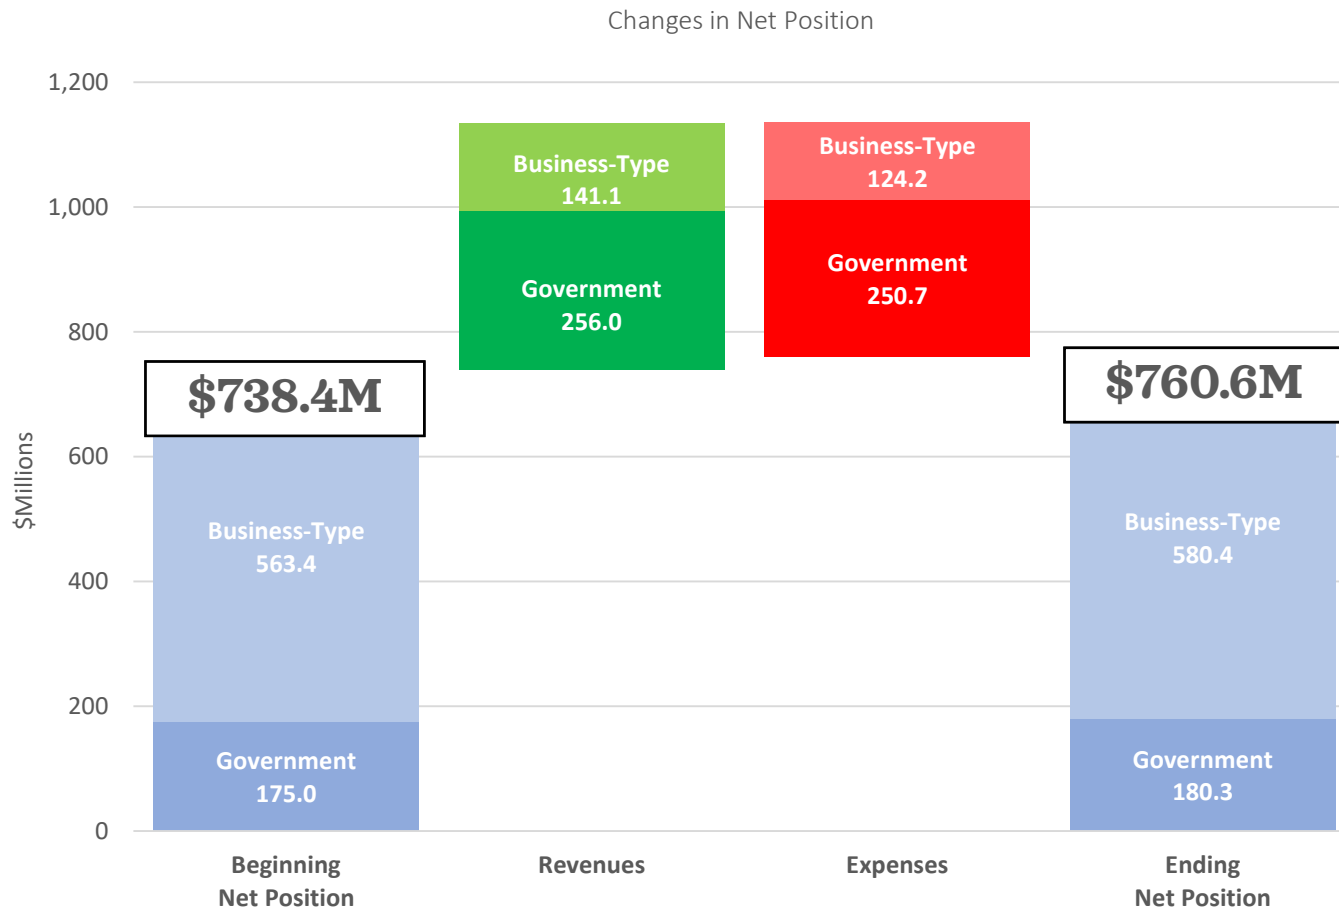 Changes in Net Position
1,200
1,000
800
600
400
200
0
$Millions
$738.4M
Business-Type
563.4
Government
175.0
Business-Type
141.1
Government
256.0
Business-Type
124.2
Government
250.7
$760.6M
Business-Type
580.4
Government
180.3
Beginning
Net Position
Revenues
Expenses
Ending
Net Position